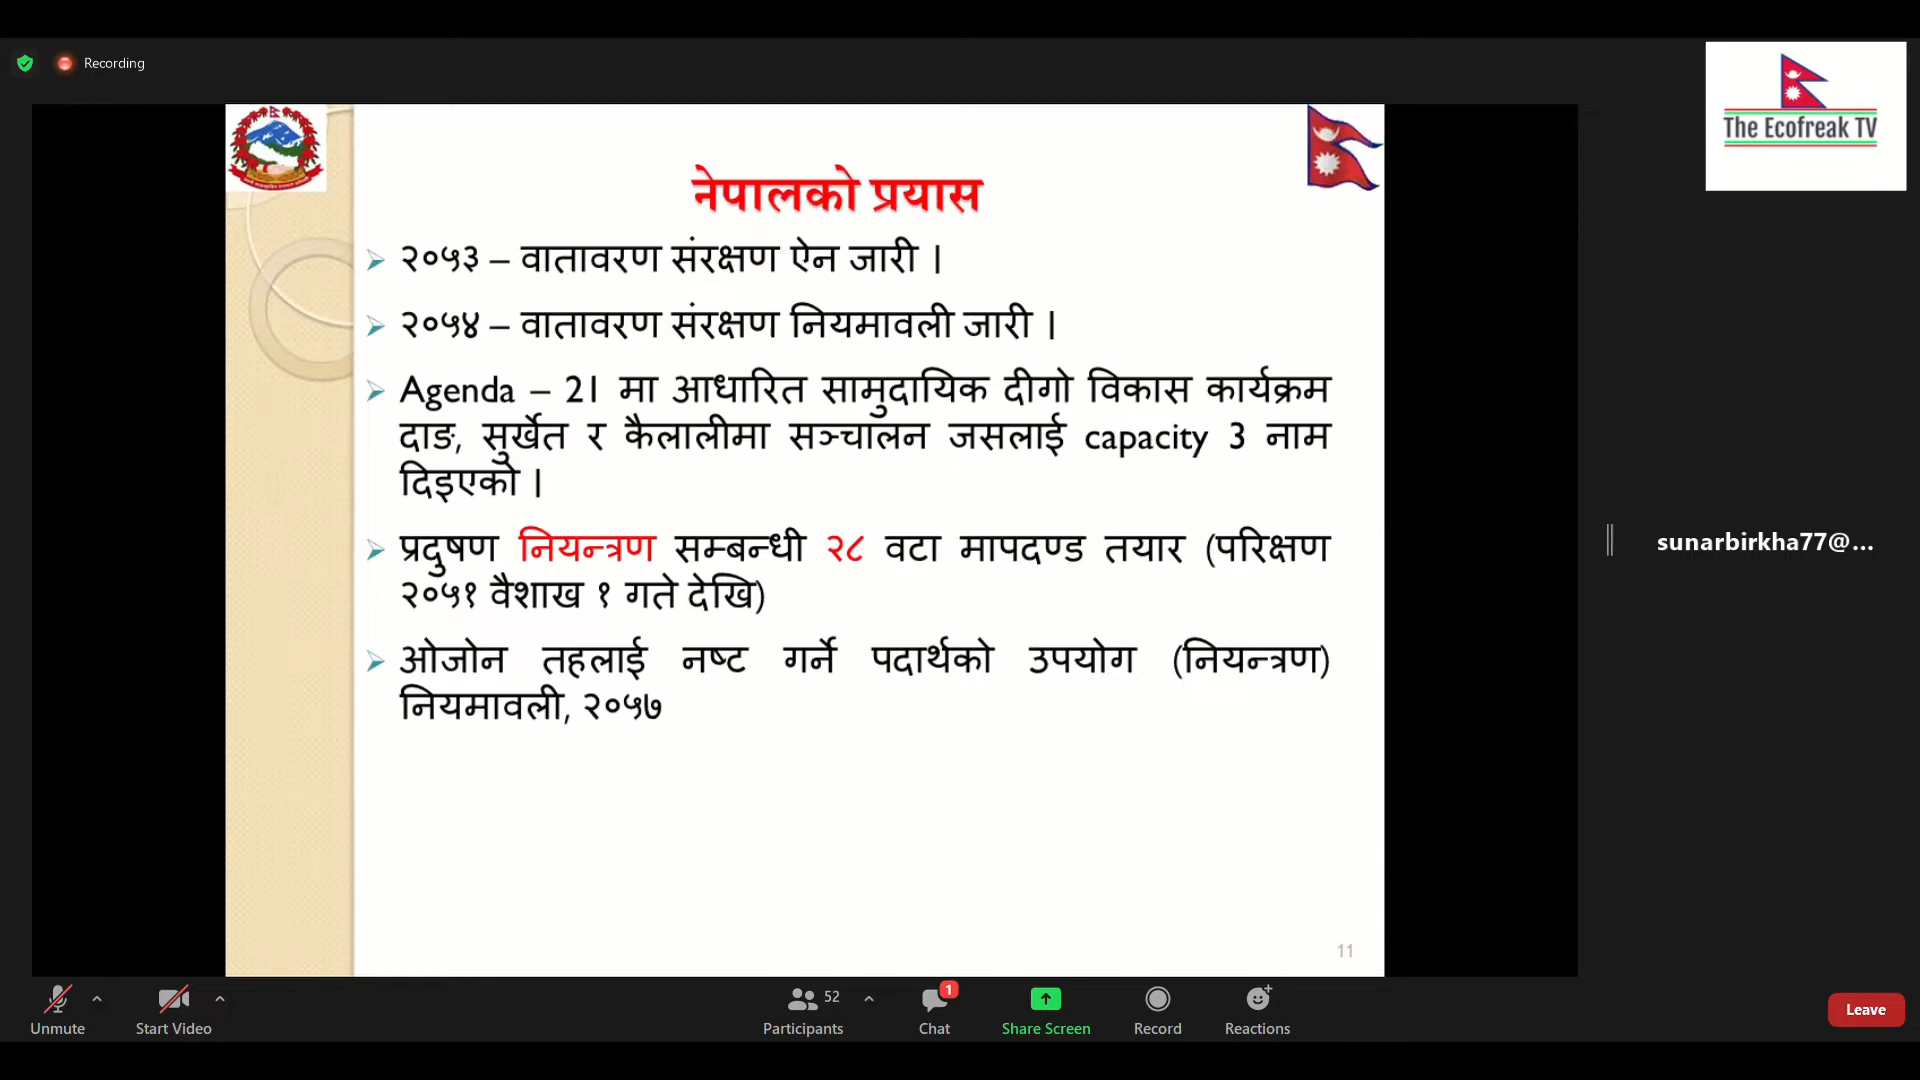 Recording
The Ecofreak TV
नेपालको प्रयास
२०५३ – वातावरण संरक्षण ऐन जारी ।
२०५४ – वातावरण संरक्षण नियमावली जारी ।
Agenda – 21 मा आधारित सामुदायिक दीगो विकास कार्यक्रम
दाङ, सुर्खेत र कैलालीमा सञ्चालन जसलाई capacity 3 नाम
दिइएको ।
प्रदुषण नियन्त्रण सम्बन्धी २८ वटा मापदण्ड तयार (परिक्षण
२०५१ वैशाख १ गते देखि)
ओजोन तहलाई नष्ट गर्ने पदार्थको उपयोग (नियन्त्रण)
नियमावली, २०५७
11
sunarbirkha77@...
Unmute
Start Video
52
Participants
1
Chat
Share Screen
Record
Reactions
Leave